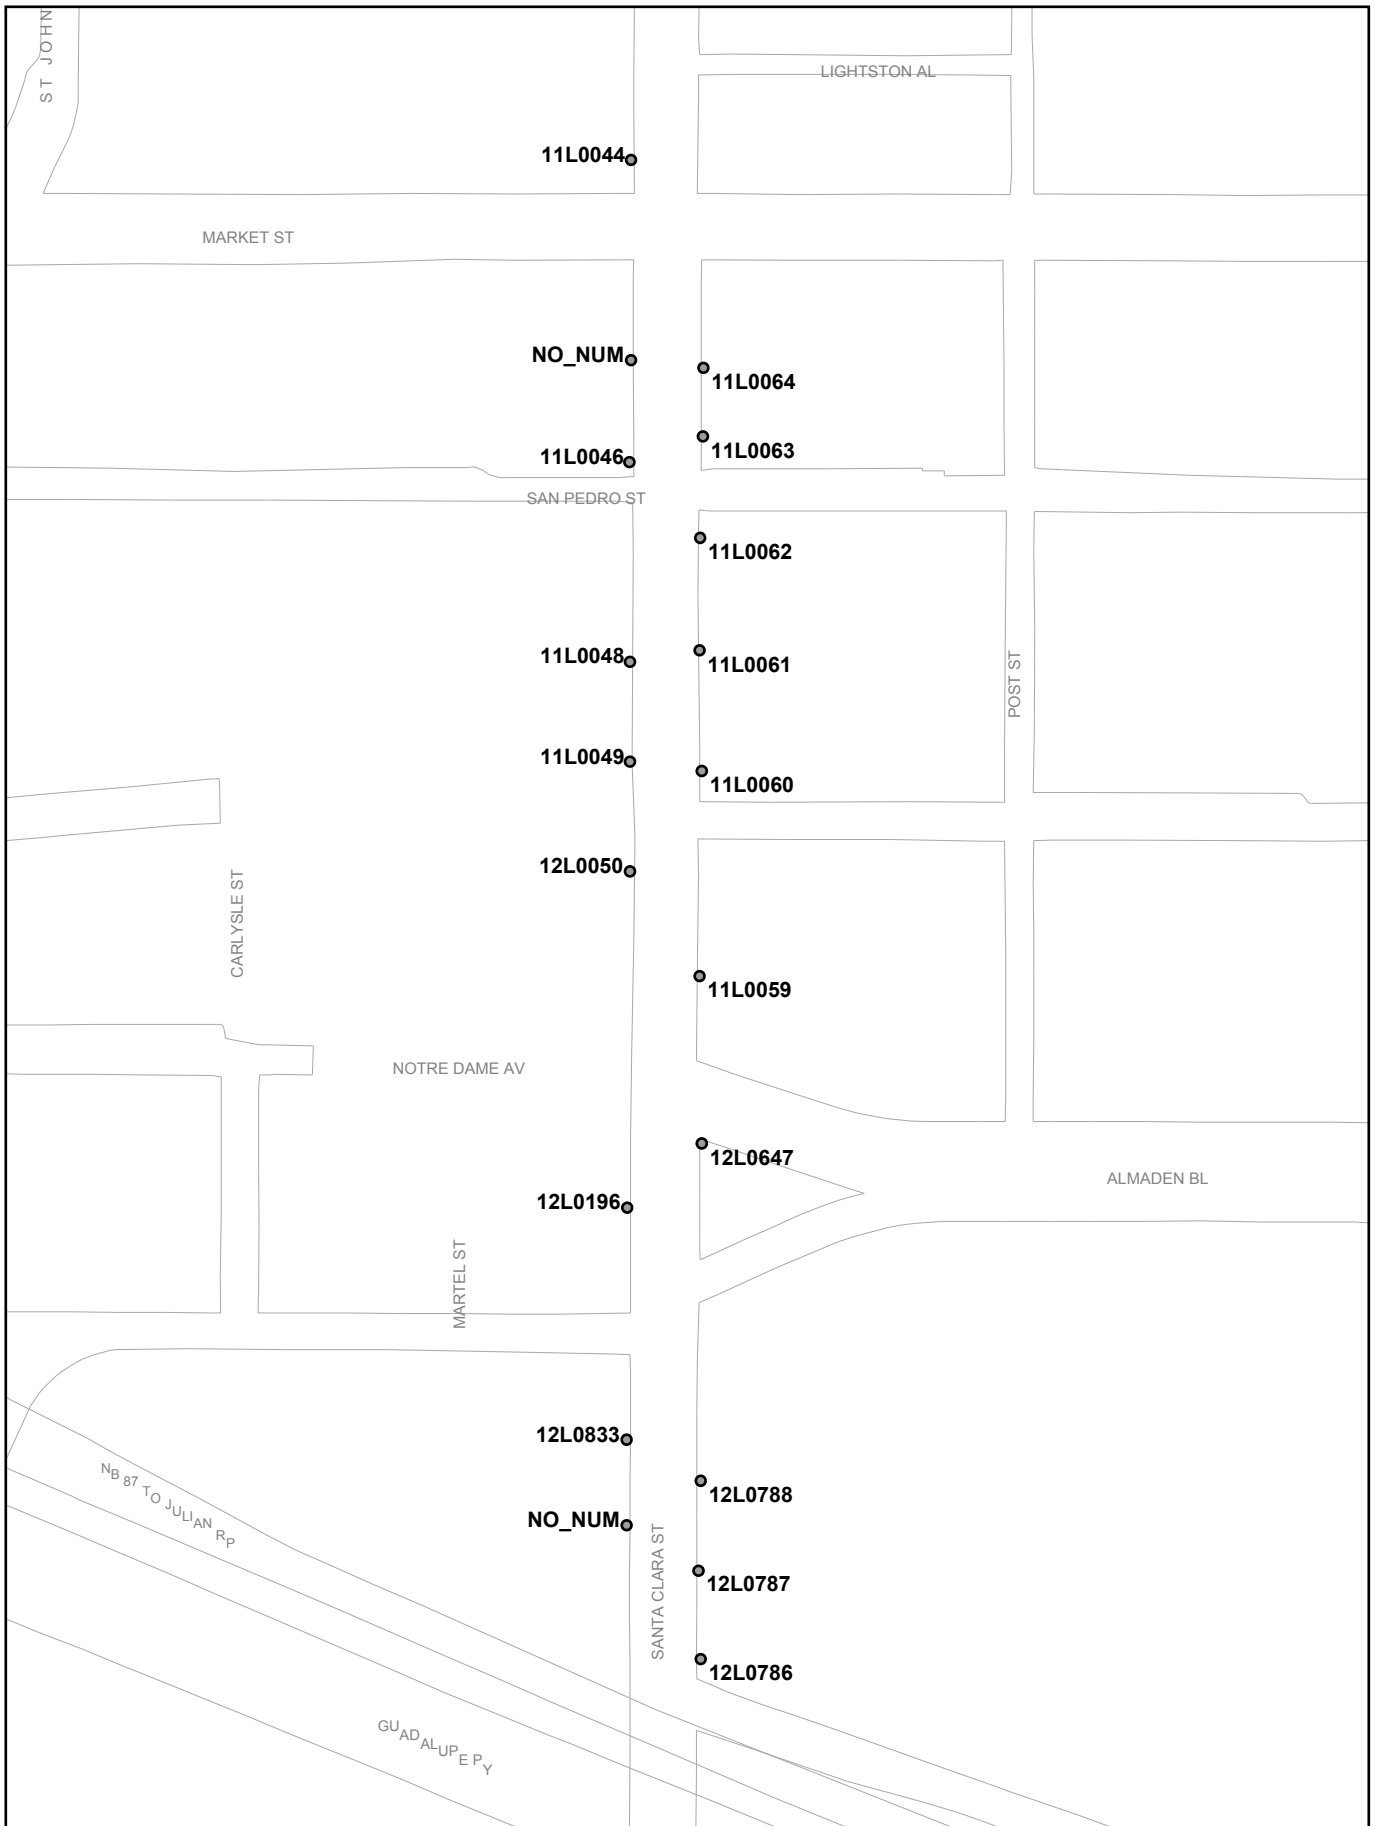 ST JOHN
LIGHTSTON AL
11L0044
MARKET ST
NO_NUM
11L0064
11L0063
11L0046
SAN PEDRO ST
11L0062
11L0048
11L0061
POST ST
11L0049
11L0060
12L0050
CARLYSLE ST
11L0059
NOTRE DAME AV
12L0647
ALMADEN BL
12L0196
MARTEL ST
12L0833
NB 87 TO JULIAN RP
12L0788
NO_NUM
SANTA CLARA ST
12L0787
12L0786
GUADALUPE PY